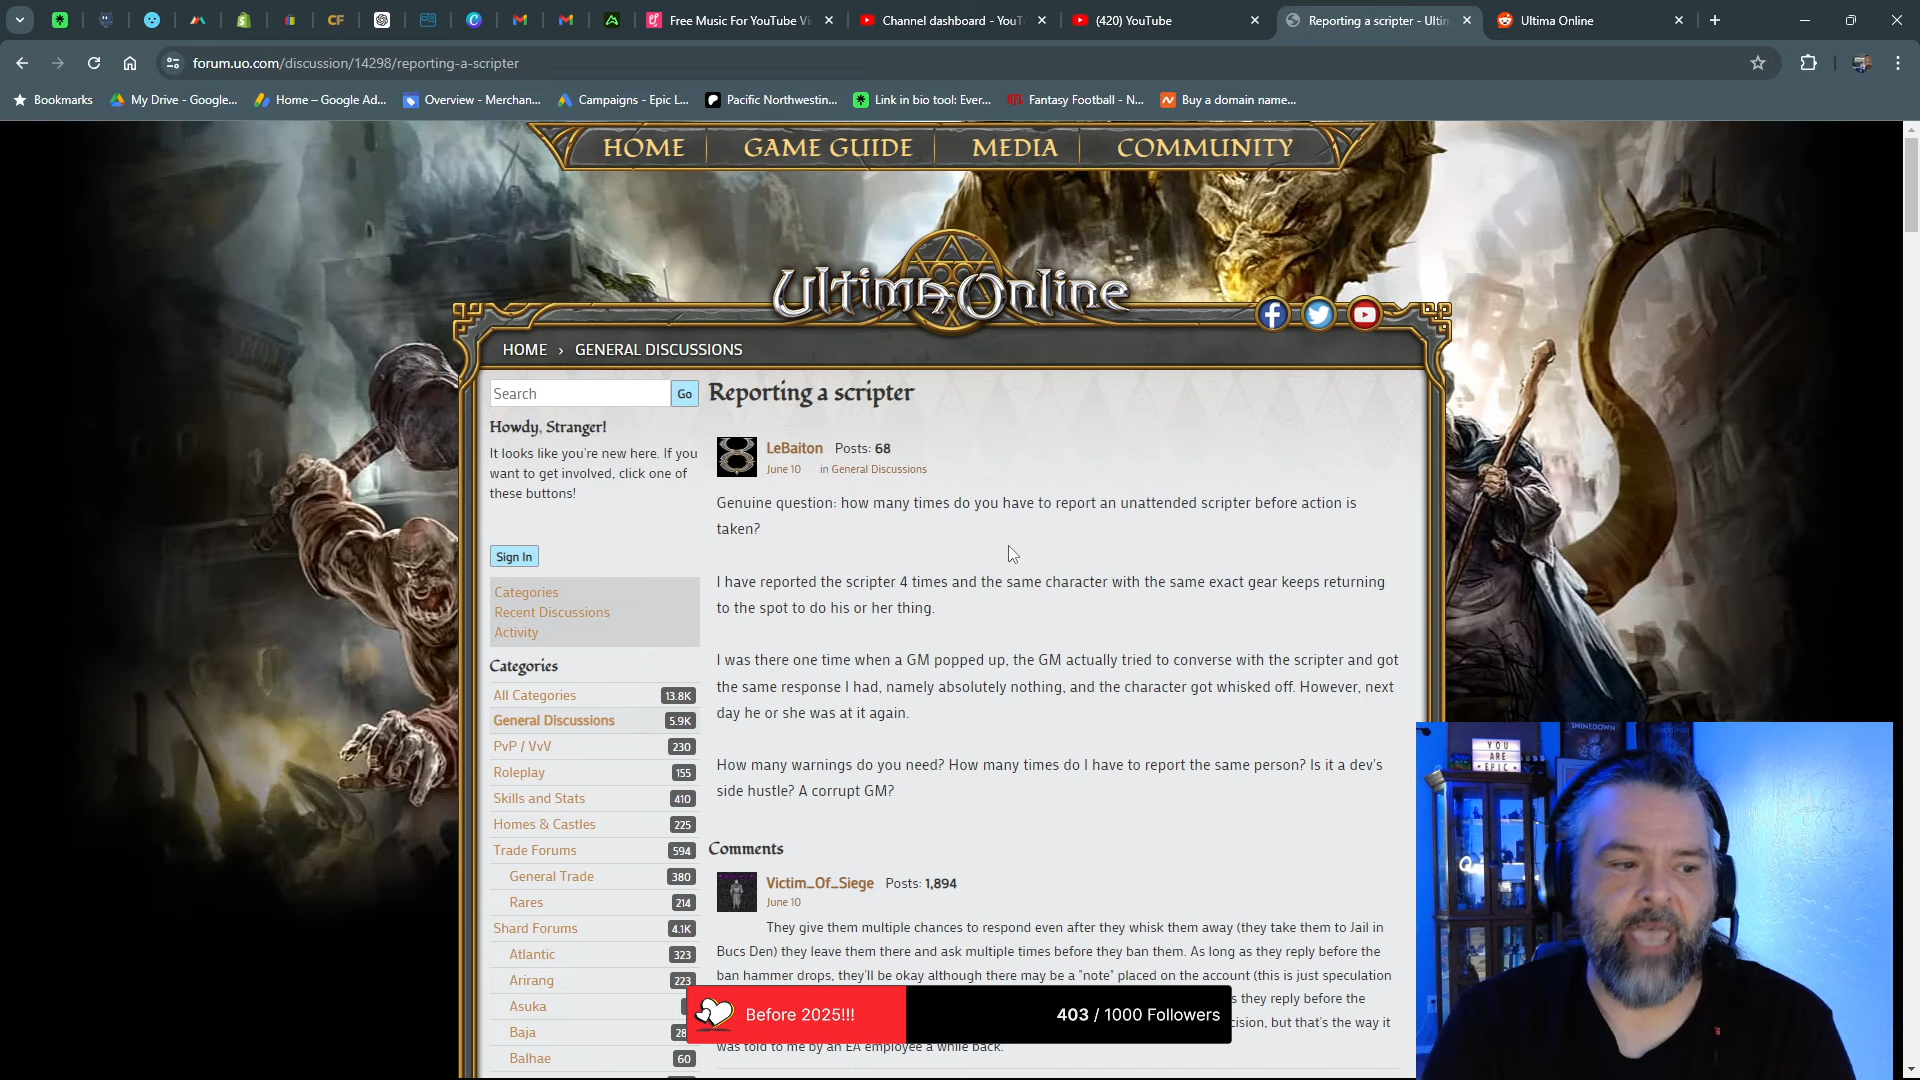 CF
Free Music For YouTube Vi
Channel dashboard - YouT
(420) YouTube
Reporting a scripter - Ultin
Ultima Online
forum.uo.com/discussion/14298/reporting-a-scripter
Bookmarks
My Drive - Google...
Home – Google Ad...
Overview - Merchan...
Campaigns - Epic L...
Pacific Northwestin...
Link in bio tool: Ever...
NFL Fantasy Football - N...
Buy a domain name...
HOME
GAME GUIDE
MEDIA
COMMUNITY
Ultima Online
HOME › GENERAL DISCUSSIONS
Search
Go
Howdy, Stranger!
It looks like you're new here. If you
want to get involved, click one of
these buttons!
Sign In
Categories
Recent Discussions
Activity
Categories
All Categories 13.8K
General Discussions 5.9K
PvP / VvV 230
Roleplay 155
Skills and Stats 410
Homes & Castles 225
Trade Forums 594
General Trade 380
Rares 214
Shard Forums 4.1K
Atlantic 323
Arirang 223
Asuka
Baja 28
Balhae 60
Reporting a scripter
LeBaiton Posts: 68
June 10 in General Discussions
Genuine question: how many times do you have to report an unattended scripter before action is
taken?
I have reported the scripter 4 times and the same character with the same exact gear keeps returning
to the spot to do his or her thing.
I was there one time when a GM popped up, the GM actually tried to converse with the scripter and got
the same response I had, namely absolutely nothing, and the character got whisked off. However, next
day he or she was at it again.
How many warnings do you need? How many times do I have to report the same person? Is it a dev's
side hustle? A corrupt GM?
Comments
Victim_Of_Siege Posts: 1,894
June 10
They give them multiple chances to respond even after they whisk them away (they take them to Jail in
Bucs Den) they leave them there and ask multiple times before they ban them. As long as they reply before the
ban hammer drops, they'll be okay although there may be a "note" placed on the account (this is just speculation
s they reply before the
cision, but that's the way it
was told to me by an EA employee a while back.
Before 2025!!!
403 / 1000 Followers
SHINEDOWN
YOU
ARE
EPIC